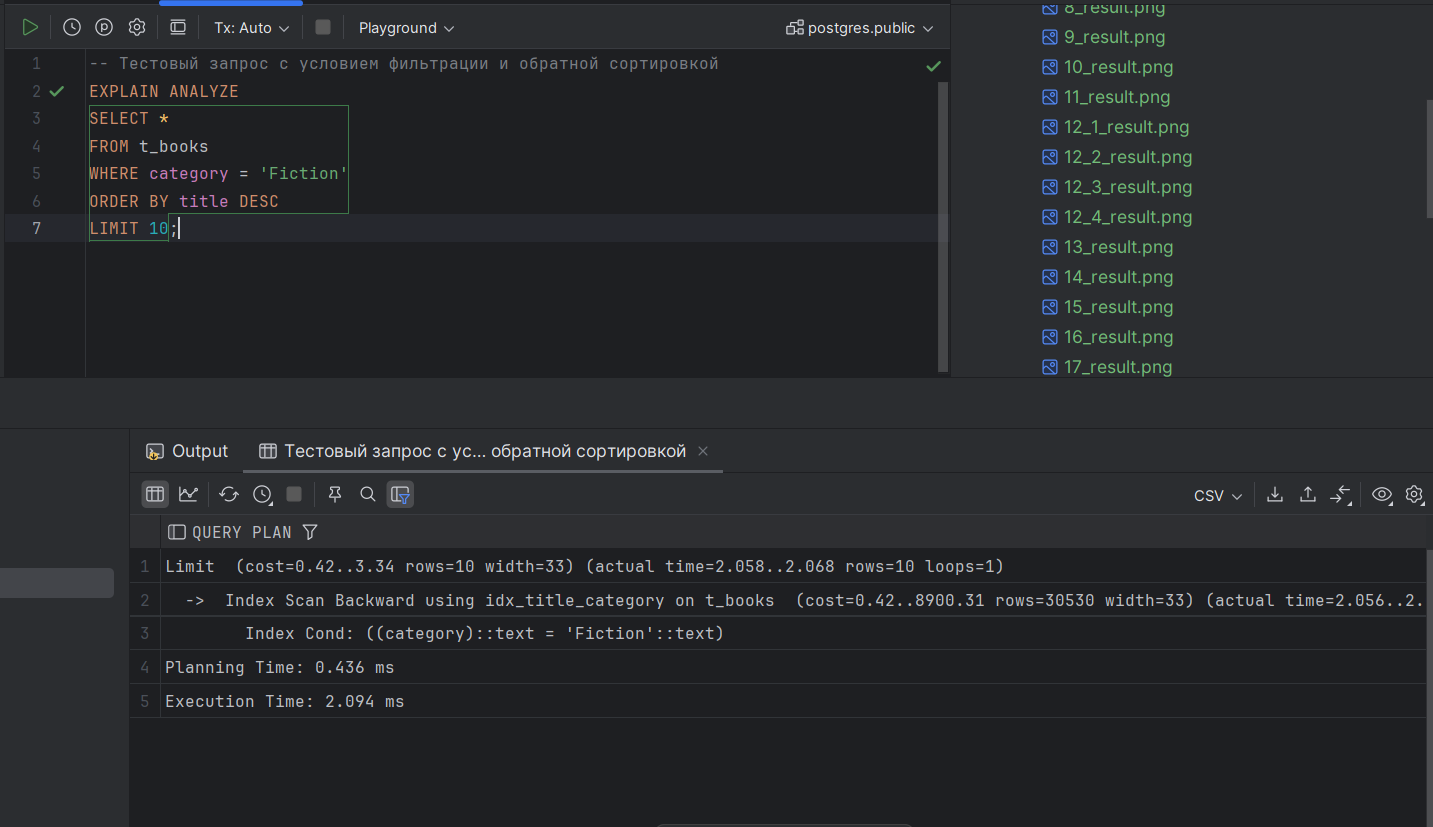 Tx: Auto
Playground
postgres.public
1 -- Тестовый запрос с условием фильтрации и обратной сортировкой
2 EXPLAIN ANALYZE
3 SELECT *
4 FROM t_books
5 WHERE category = 'Fiction'
6 ORDER BY title DESC
7 LIMIT 10;
8_result.png
9_result.png
10_result.png
11_result.png
12_1_result.png
12_2_result.png
12_3_result.png
12_4_result.png
13_result.png
14_result.png
15_result.png
16_result.png
17_result.png
Output
Тестовый запрос с ус... обратной сортировкой
CSV
QUERY PLAN
1 Limit (cost=0.42..3.34 rows=10 width=33) (actual time=2.058..2.068 rows=10 loops=1)
2 -> Index Scan Backward using idx_title_category on t_books (cost=0.42..8900.31 rows=30530 width=33) (actual time=2.056..2.
3 Index Cond: ((category)::text = 'Fiction'::text)
4 Planning Time: 0.436 ms
5 Execution Time: 2.094 ms